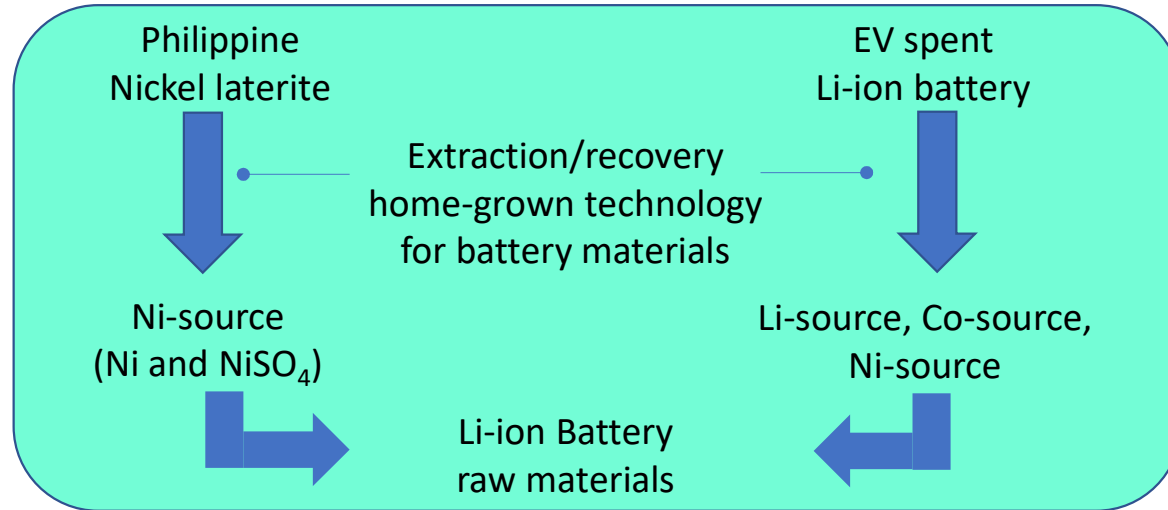 Philippine
Nickel laterite
EV spent
Li-ion battery
Extraction/recovery
home-grown technology
for battery materials
Ni-source
(Ni and NiSO₄)
Li-source, Co-source,
Ni-source
Li-ion Battery
raw materials